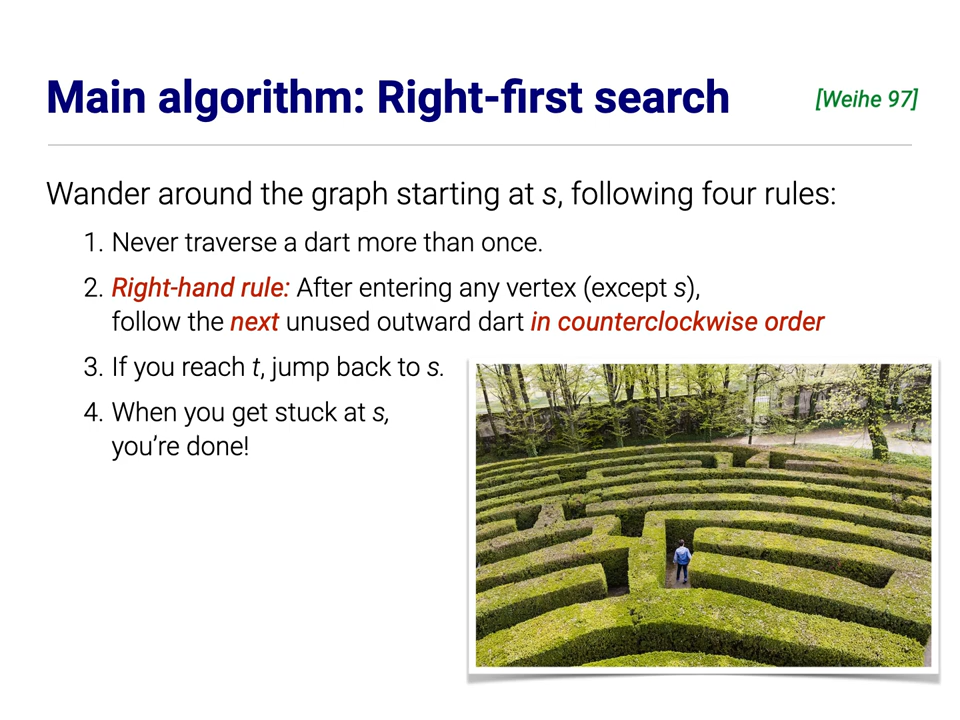 Main algorithm: Right-first search
[Weihe 97]
Wander around the graph starting at s, following four rules:
1. Never traverse a dart more than once.
2. Right-hand rule: After entering any vertex (except s),
follow the next unused outward dart in counterclockwise order
3. If you reach t, jump back to s.
4. When you get stuck at s,
you’re done!